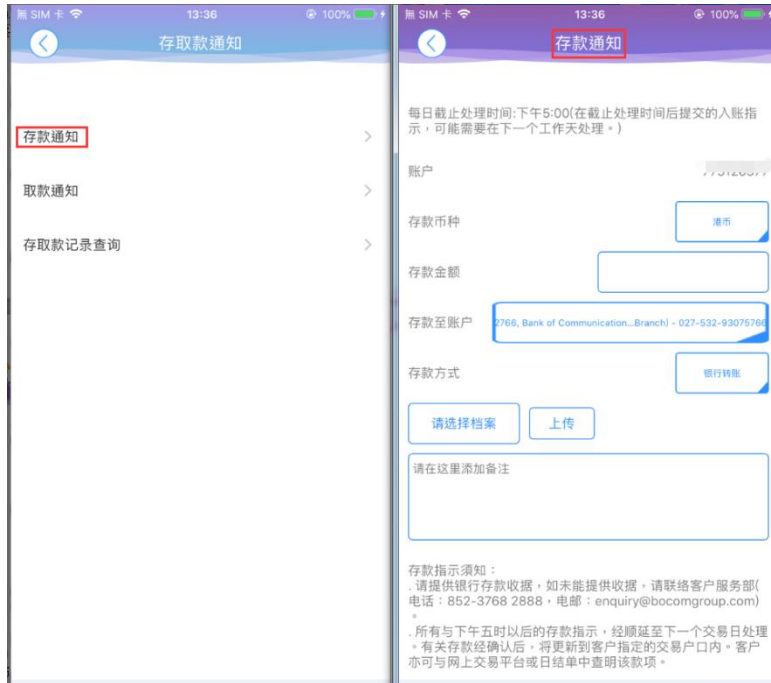 無 SIM 卡 13:36 100%
存取款通知
存款通知
取款通知
存取款记录查询
無 SIM 卡 13:36 100%
存款通知
每日截止处理时间:下午5:00(在截止处理时间后提交的入账指
示，可能需要在下一个工作天处理。)
账户
存款币种 港币
存款金额
存款至账户 2766, Bank of Communication...Branch) - 027-532-93075766
存款方式 银行转账
请选择档案 上传
请在这里添加备注
存款指示須知：
. 请提供银行存款收据，如未能提供收据，请联络客户服务部(
电话：852-3768 2888，电邮：enquiry@bocomgroup.com)
。
. 所有与下午五时以后的存款指示，经顺延至下一个交易日处理
。有关存款经确认后，将更新到客户指定的交易户口内。客户
亦可与网上交易平台或日结单中查明该款项。